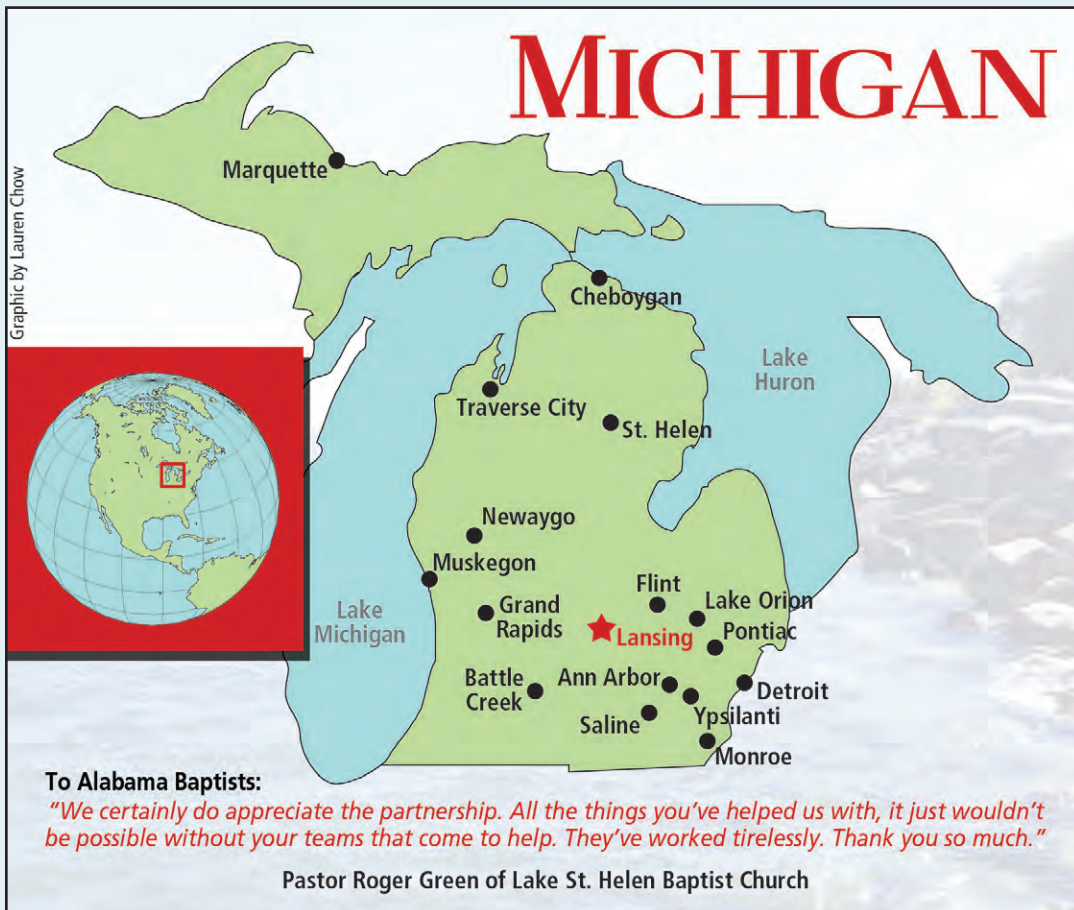 MICHIGAN
Graphic by Lauren Chow
Marquette
Cheboygan
Lake
Huron
Traverse City
St. Helen
Newaygo
Muskegon
Flint
Lake Orion
Grand
Rapids
Lake
Michigan
Lansing
Pontiac
Battle
Creek
Ann Arbor
Detroit
Ypsilanti
Saline
Monroe
To Alabama Baptists:
“We certainly do appreciate the partnership. All the things you’ve helped us with, it just wouldn’t
be possible without your teams that come to help. They’ve worked tirelessly. Thank you so much.”
Pastor Roger Green of Lake St. Helen Baptist Church